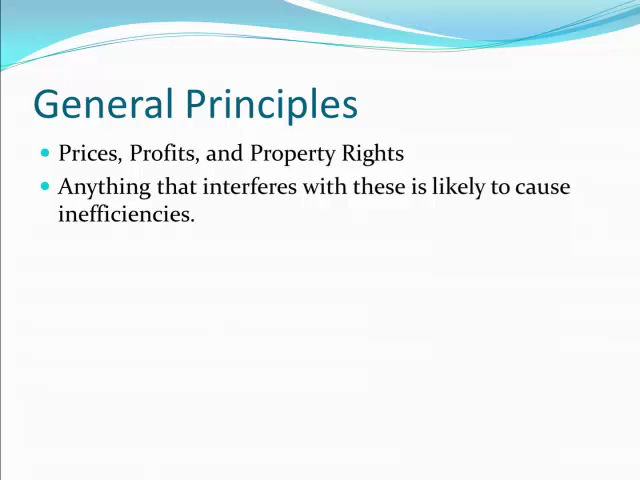 General Principles
Prices, Profits, and Property Rights
Anything that interferes with these is likely to cause
inefficiencies.